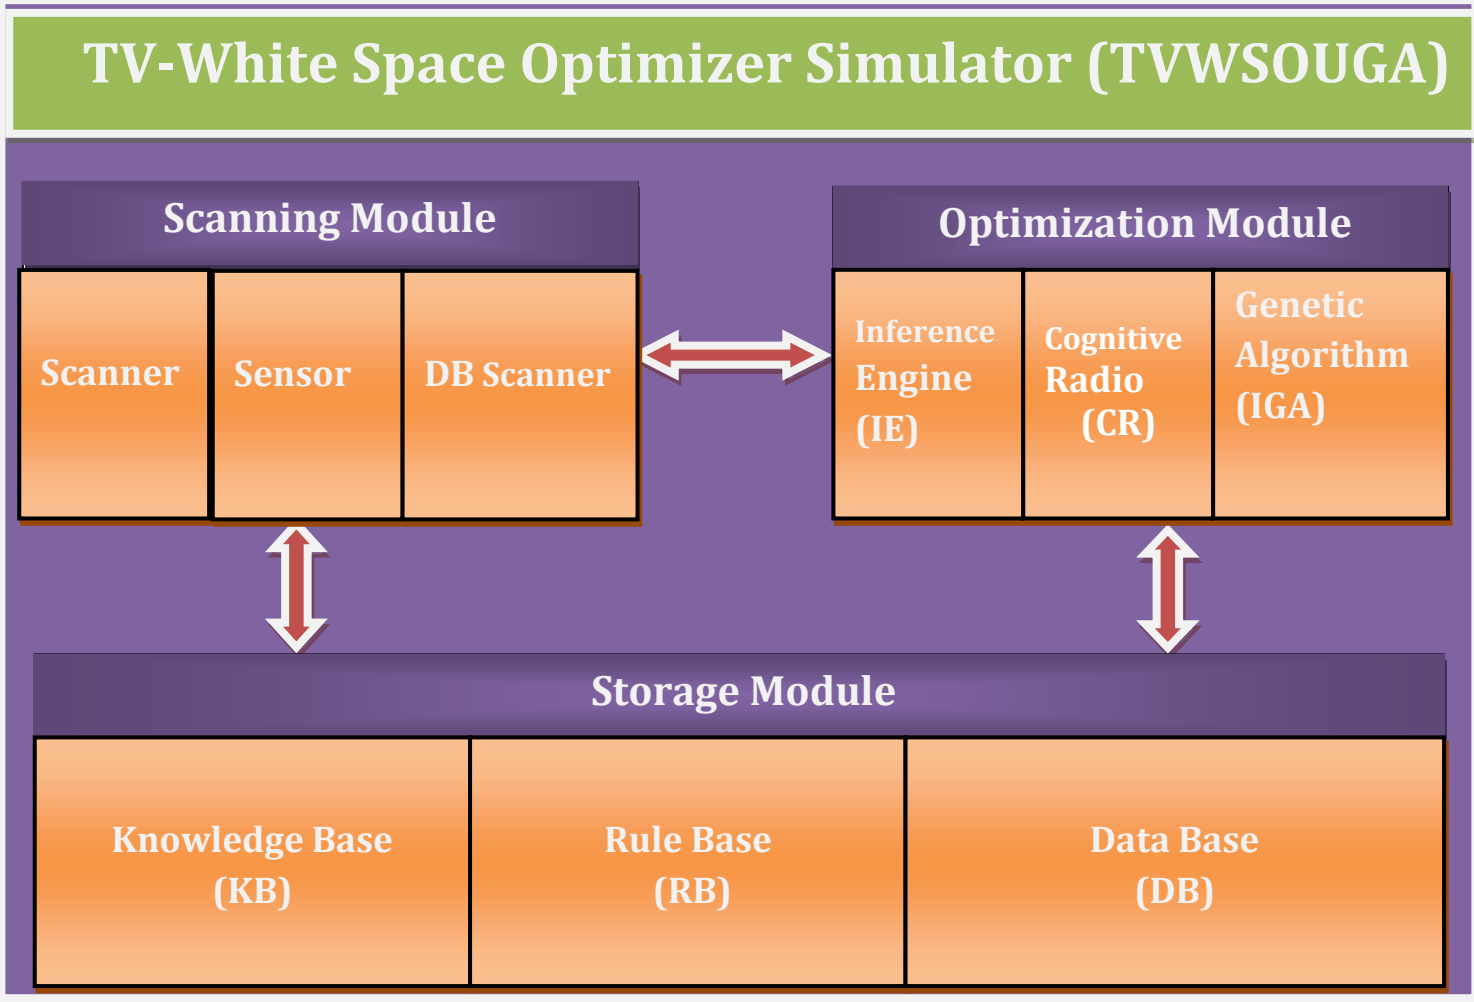 TV-White Space Optimizer Simulator (TVWSOUGA)
Scanning Module
Scanner
Sensor
DB Scanner
Optimization Module
Inference
Engine
(IE)
Cognitive
Radio
(CR)
Genetic
Algorithm
(IGA)
Storage Module
Knowledge Base
(KB)
Rule Base
(RB)
Data Base
(DB)